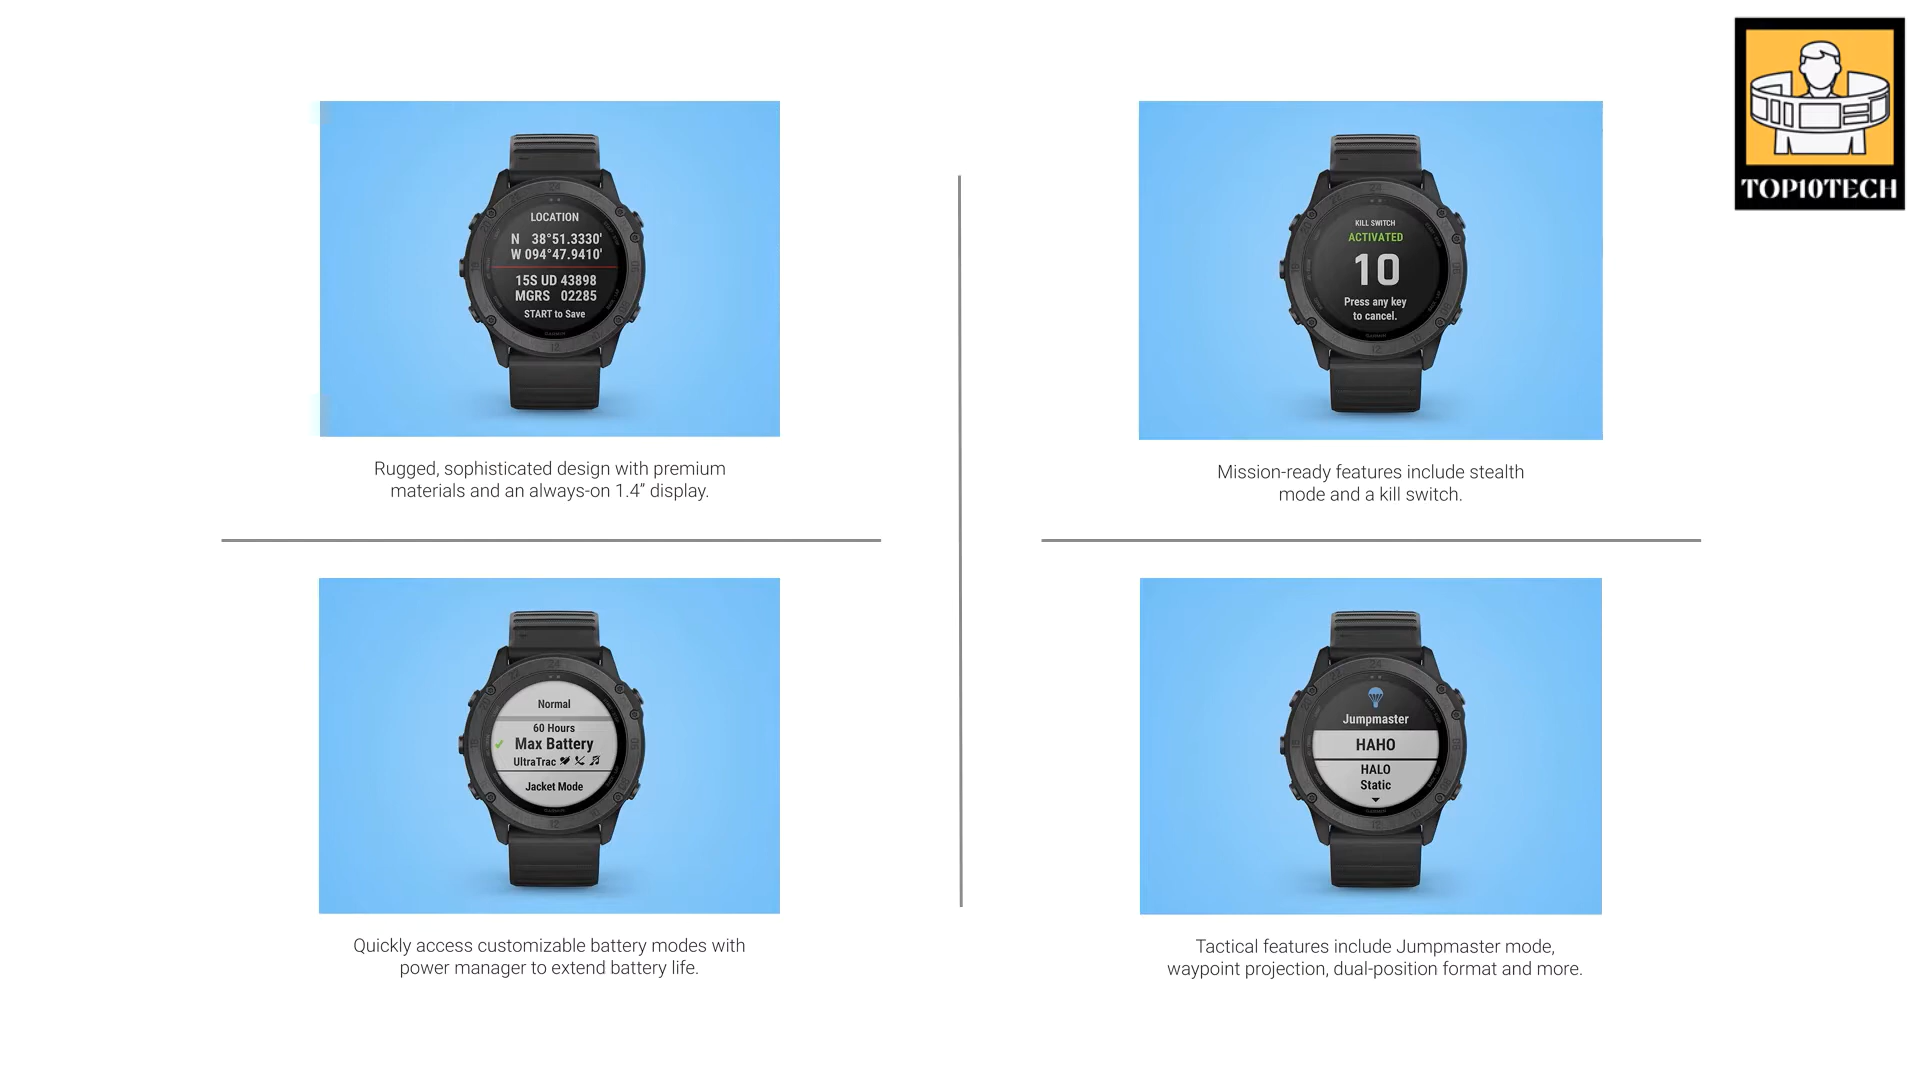 TOP10TECH
LOCATION
N 38°51.3330'
W 094°47.9410'
15S UD 43898
MGRS 02285
START to Save
GARMIN
Rugged, sophisticated design with premium
materials and an always-on 1.4” display.
KILL SWITCH
ACTIVATED
10
Press any key
to cancel.
GARMIN
Mission-ready features include stealth
mode and a kill switch.
Normal
60 Hours
Max Battery
UltraTrac
Jacket Mode
GARMIN
Quickly access customizable battery modes with
power manager to extend battery life.
Jumpmaster
HAHO
HALO
Static
GARMIN
Tactical features include Jumpmaster mode,
waypoint projection, dual-position format and more.